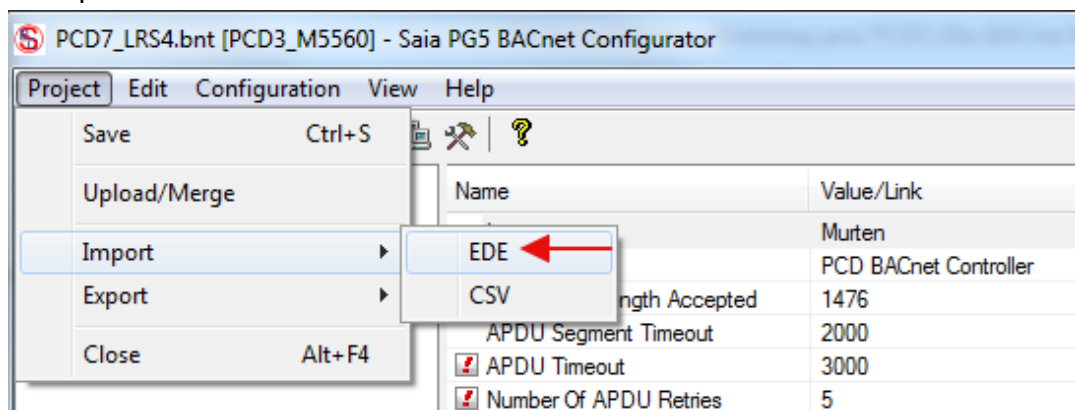 PCD7_LRS4.bnt [PCD3_M5560] - Saia PG5 BACnet Configurator
Project Edit Configuration View Help
Save Ctrl+S
Upload/Merge
Name Value/Link
Import
EDE
Murten
PCD BACnet Controller
Export
CSV
ngth Accepted 1476
APDU Segment Timeout 2000
Close Alt+F4
APDU Timeout 3000
Number Of APDU Retries 5